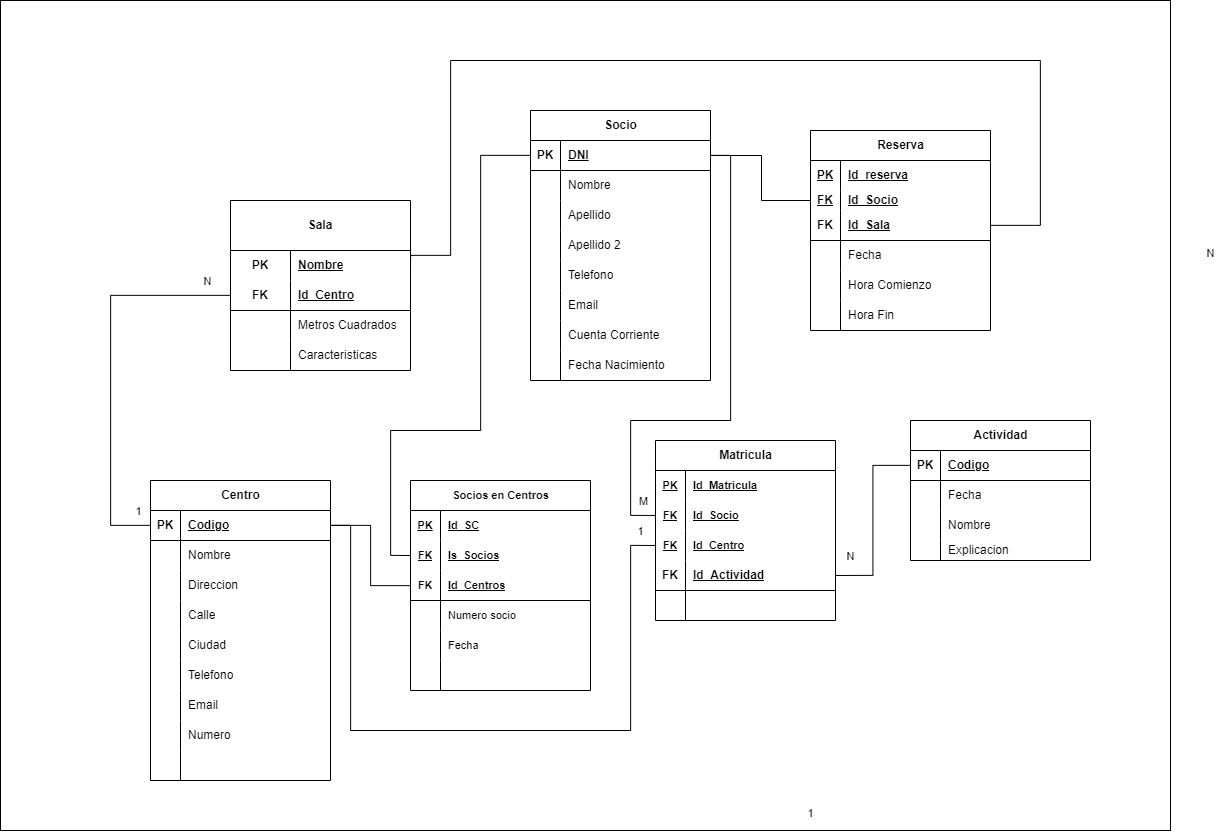 Socio
PK DNI
Nombre
Apellido
Apellido 2
Telefono
Email
Cuenta Corriente
Fecha Nacimiento
Reserva
PK Id_reserva
FK Id_Socio
FK Id_Sala
Fecha
Hora Comienzo
Hora Fin
Sala
PK Nombre
FK Id_Centro
Metros Cuadrados
Caracteristicas
N
N
1
Centro
PK Codigo
Nombre
Direccion
Calle
Ciudad
Telefono
Email
Numero
Socios en Centros
PK Id_SC
FK Is_Socios
FK Id_Centros
Numero socio
Fecha
M
1
Matricula
PK Id_Matricula
FK Id_Socio
FK Id_Centro
FK Id_Actividad
N
Actividad
PK Codigo
Fecha
Nombre
Explicacion
1